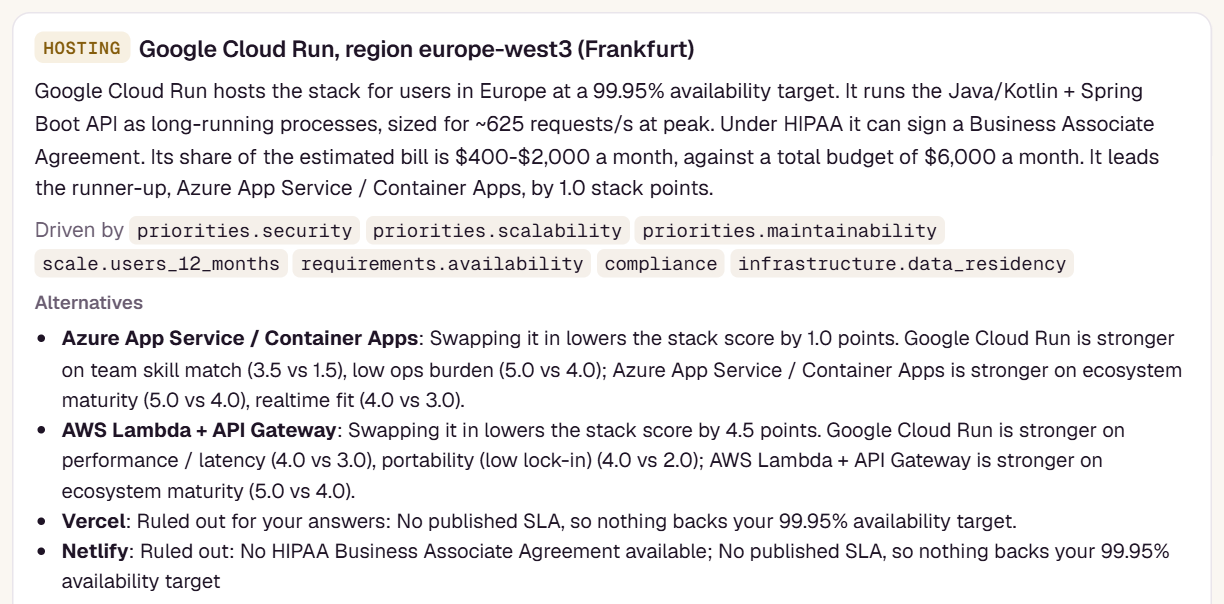 HOSTING Google Cloud Run, region europe-west3 (Frankfurt)
Google Cloud Run hosts the stack for users in Europe at a 99.95% availability target. It runs the Java/Kotlin + Spring
Boot API as long-running processes, sized for ~625 requests/s at peak. Under HIPAA it can sign a Business Associate
Agreement. Its share of the estimated bill is $400-$2,000 a month, against a total budget of $6,000 a month. It leads
the runner-up, Azure App Service / Container Apps, by 1.0 stack points.
Driven by priorities.security priorities.scalability priorities.maintainability
scale.users_12_months requirements.availability compliance infrastructure.data_residency
Alternatives
• Azure App Service / Container Apps: Swapping it in lowers the stack score by 1.0 points. Google Cloud Run is stronger
on team skill match (3.5 vs 1.5), low ops burden (5.0 vs 4.0); Azure App Service / Container Apps is stronger on ecosystem
maturity (5.0 vs 4.0), realtime fit (4.0 vs 3.0).
• AWS Lambda + API Gateway: Swapping it in lowers the stack score by 4.5 points. Google Cloud Run is stronger on
performance / latency (4.0 vs 3.0), portability (low lock-in) (4.0 vs 2.0); AWS Lambda + API Gateway is stronger on
ecosystem maturity (5.0 vs 4.0).
• Vercel: Ruled out for your answers: No published SLA, so nothing backs your 99.95% availability target.
• Netlify: Ruled out: No HIPAA Business Associate Agreement available; No published SLA, so nothing backs your 99.95%
availability target